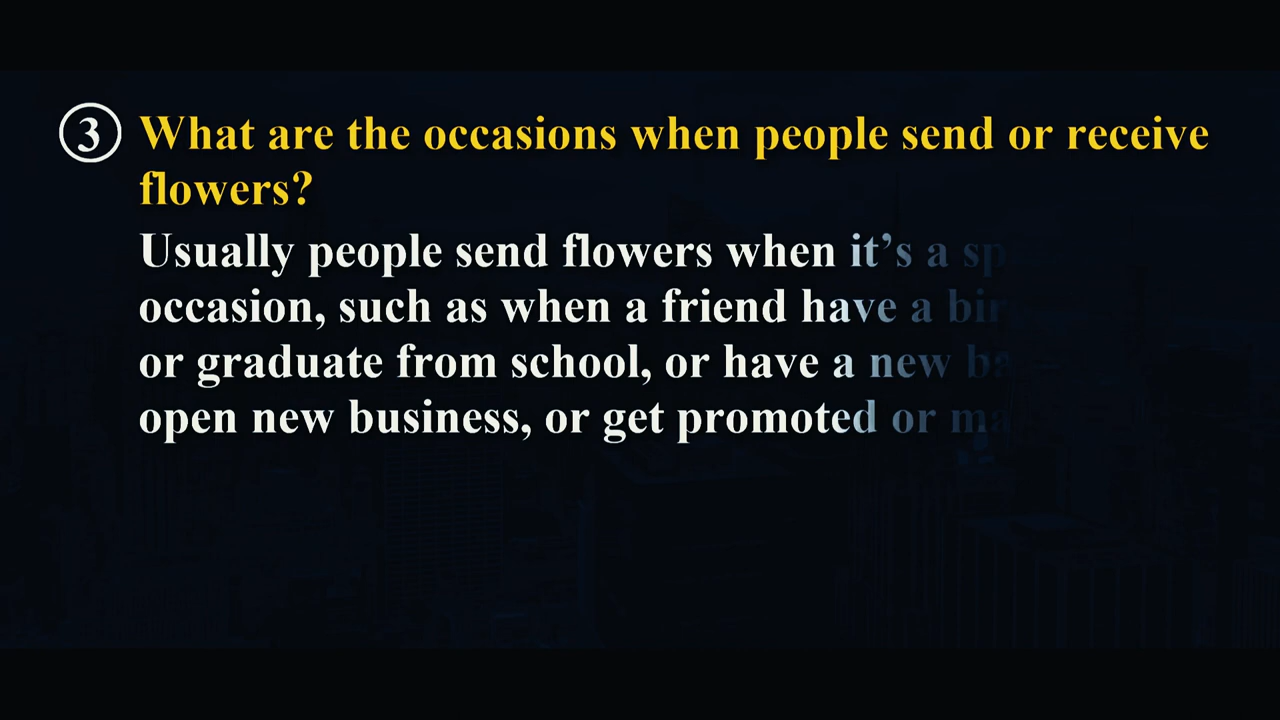 ③ What are the occasions when people send or receive
flowers?
Usually people send flowers when it's a
occasion, such as when a friend have a
or graduate from school, or have a new
open new business, or get promoted or